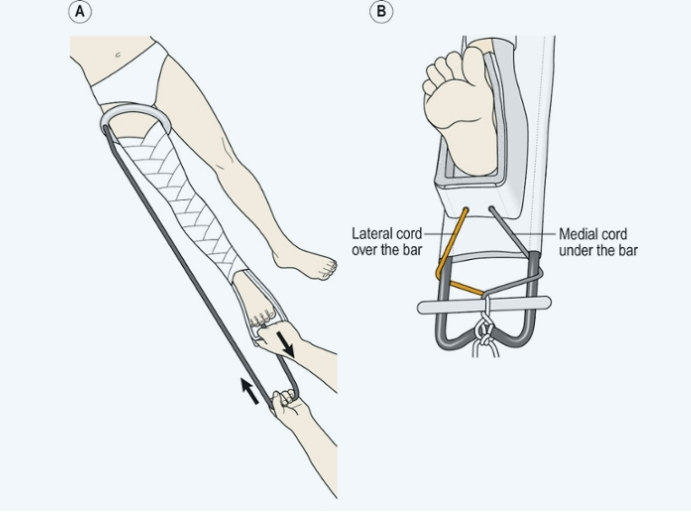 A
B
Lateral cord
over the bar
Medial cord
under the bar